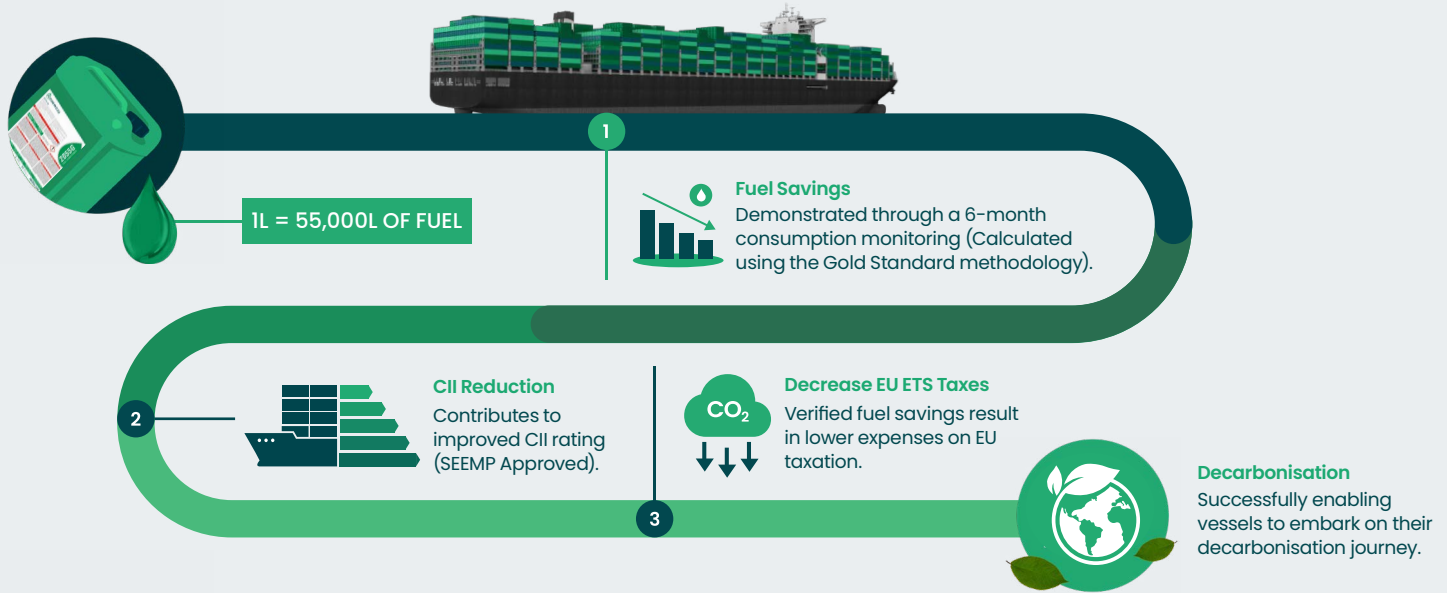 1
1L = 55,000L OF FUEL
Fuel Savings
Demonstrated through a 6-month
consumption monitoring (Calculated
using the Gold Standard methodology).
2
CII Reduction
Contributes to
improved CII rating
(SEEMP Approved).
CO₂
Decrease EU ETS Taxes
Verified fuel savings result
in lower expenses on EU
taxation.
3
Decarbonisation
Successfully enabling
vessels to embark on their
decarbonisation journey.